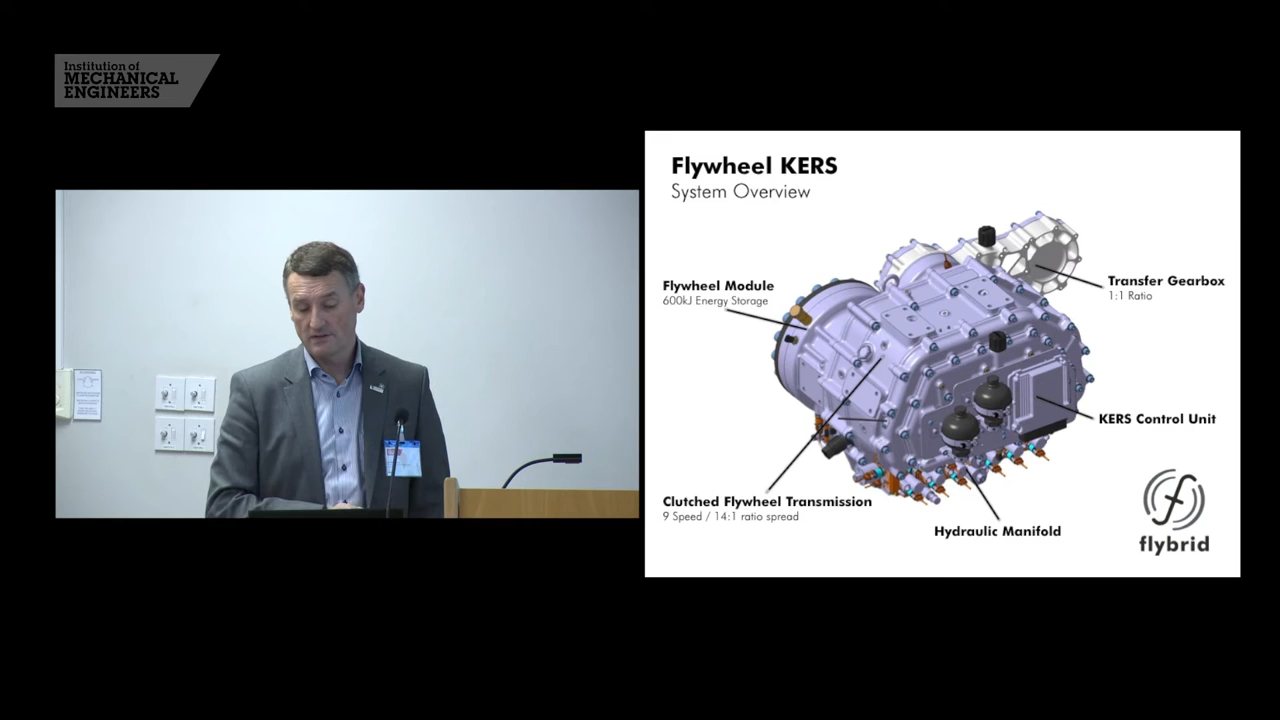 Institution of
MECHANICAL
ENGINEERS
Flywheel KERS
System Overview
Flywheel Module
600kJ Energy Storage
Transfer Gearbox
1:1 Ratio
KERS Control Unit
Clutched Flywheel Transmission
9 Speed / 14:1 ratio spread
Hydraulic Manifold
flybrid